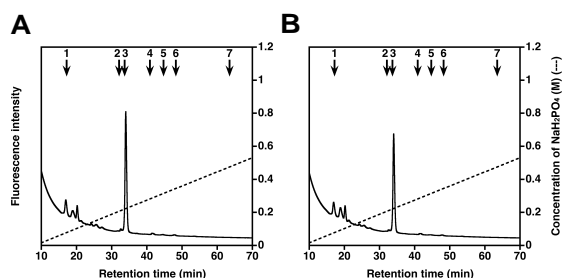 A B
1 2 3 4 5 6 7 1 2 3 4 5 6 7
1.2 1.2
1 1
0.8 0.8
0.6 0.6
0.4 0.4
0.2 0.2
0 0
10 20 30 40 50 60 70 10 20 30 40 50 60 70
Retention time (min) Retention time (min)
Fluorescence intensity
Concentration of NaH₂PO₄ (M) (---)